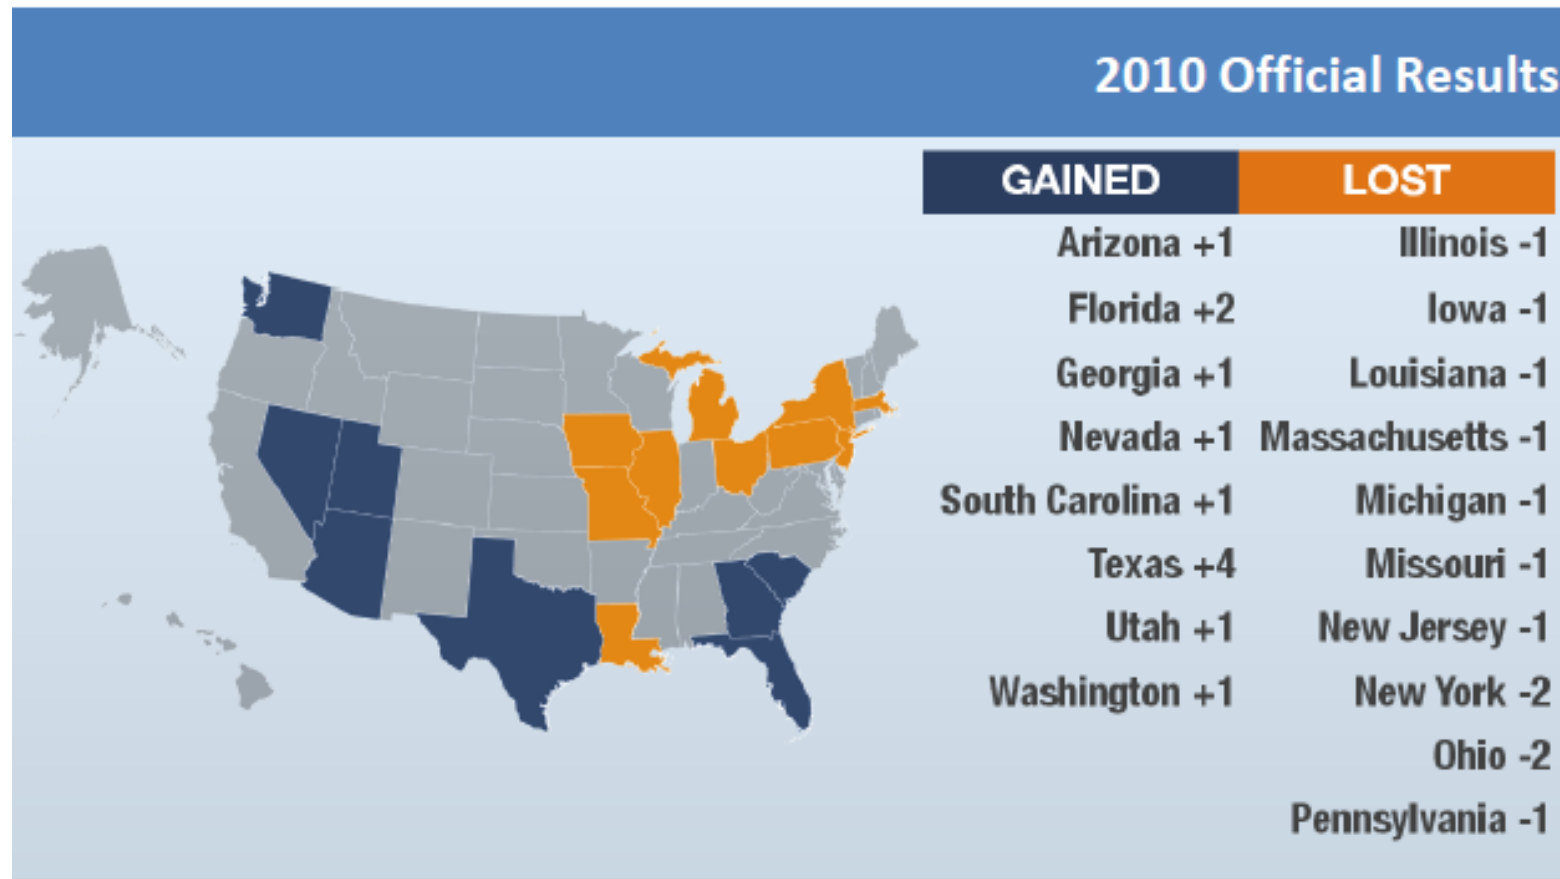 2010 Official Results
GAINED LOST
Arizona +1 Illinois -1
Florida +2 Iowa -1
Georgia +1 Louisiana -1
Nevada +1 Massachusetts -1
South Carolina +1 Michigan -1
Texas +4 Missouri -1
Utah +1 New Jersey -1
Washington +1 New York -2
Ohio -2
Pennsylvania -1